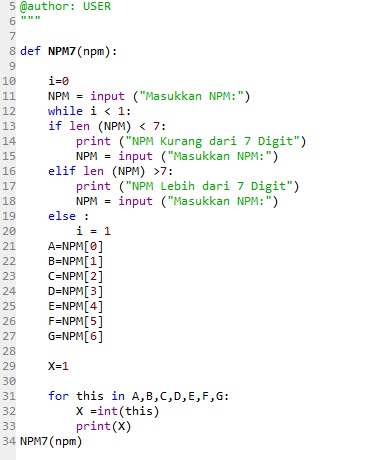 5 @author: USER
6 """
7
8 def NPM7(npm):
9
10     i=0
11     NPM = input ("Masukkan NPM:")
12     while i < 1:
13     if len (NPM) < 7:
14         print ("NPM Kurang dari 7 Digit")
15         NPM = input ("Masukkan NPM:")
16     elif len (NPM) >7:
17         print ("NPM Lebih dari 7 Digit")
18         NPM = input ("Masukkan NPM:")
19     else :
20         i = 1
21     A=NPM[0]
22     B=NPM[1]
23     C=NPM[2]
24     D=NPM[3]
25     E=NPM[4]
26     F=NPM[5]
27     G=NPM[6]
28
29     X=1
30
31     for this in A,B,C,D,E,F,G:
32         X =int(this)
33         print(X)
34 NPM7(npm)